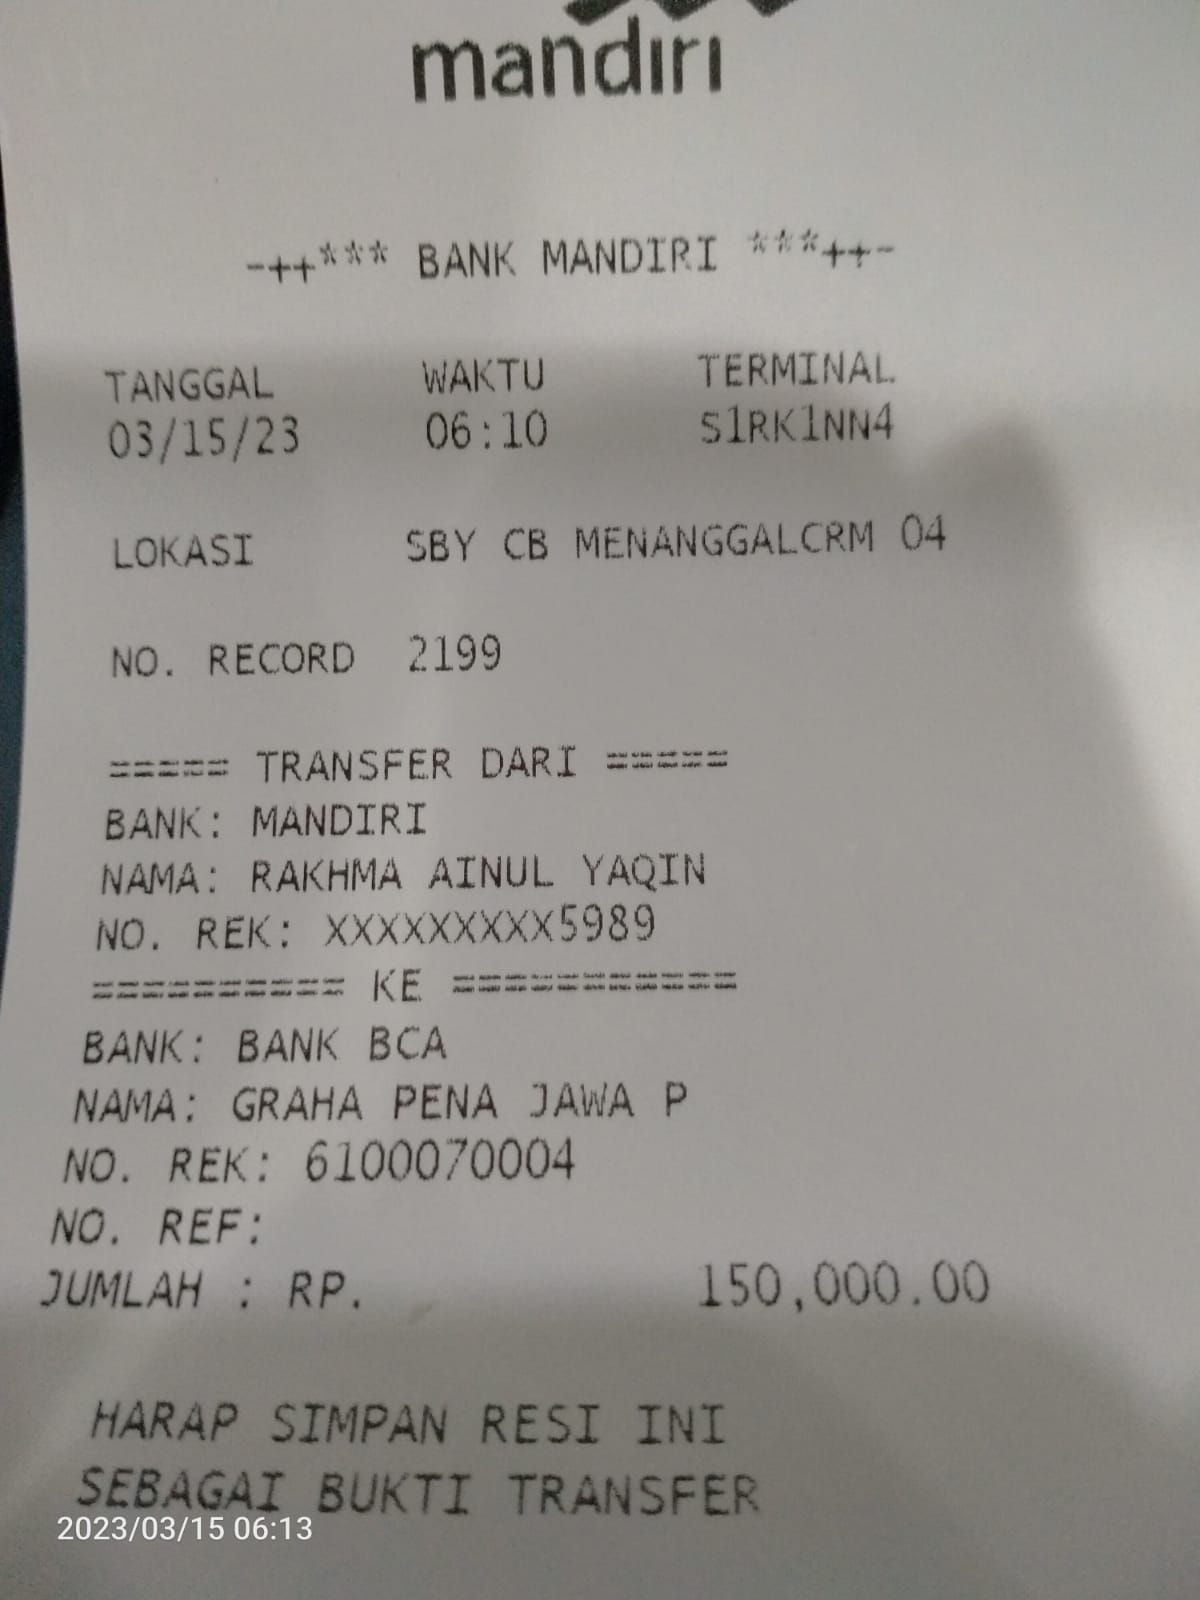 mandırı
-++*** BANK MANDIRI ***++-
TANGGAL WAKTU TERMINAL
03/15/23 06:10 S1RK1NN4
LOKASI SBY CB MENANGGALCRM 04
NO. RECORD 2199
===== TRANSFER DARI =====
BANK: MANDIRI
NAMA: RAKHMA AINUL YAQIN
NO. REK: XXXXXXXXX5989
========== KE ===========
BANK: BANK BCA
NAMA: GRAHA PENA JAWA P
NO. REK: 6100070004
NO. REF:
JUMLAH : RP. 150,000.00
HARAP SIMPAN RESI INI
SEBAGAI BUKTI TRANSFER
2023/03/15 06:13